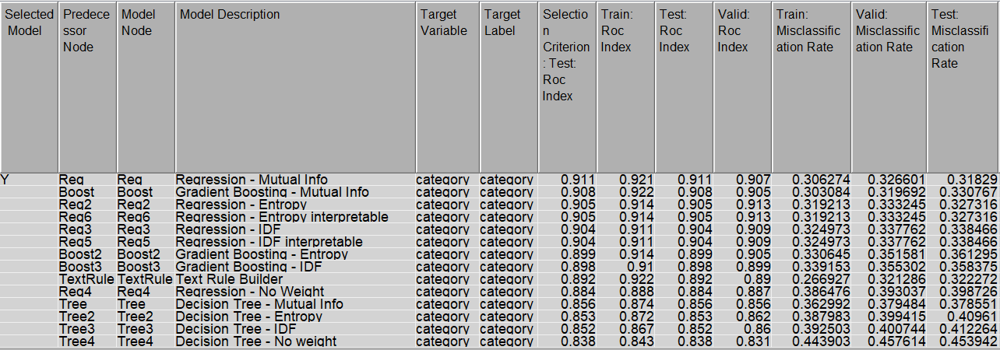 Selected Model Predecessor Node Model Node Model Description Target Variable Target Label Selection Criterion: Test: Roc Index Train: Roc Index Test: Roc Index Valid: Roc Index Train: Misclassification Rate Valid: Misclassification Rate Test: Misclassification Rate
Y Reg Reg Regression - Mutual Info category category 0.911 0.921 0.911 0.907 0.306274 0.326601 0.31829
Boost Boost Gradient Boosting - Mutual Info category category 0.908 0.922 0.908 0.905 0.303084 0.319692 0.330767
Reg2 Reg2 Regression - Entropy category category 0.905 0.914 0.905 0.913 0.319213 0.333245 0.327316
Reg6 Reg6 Regression - Entropy interpretable category category 0.905 0.914 0.905 0.913 0.319213 0.333245 0.327316
Reg3 Reg3 Regression - IDF category category 0.904 0.911 0.904 0.909 0.324973 0.337762 0.338466
Reg5 Reg5 Regression - IDF interpretable category category 0.904 0.911 0.904 0.909 0.324973 0.337762 0.338466
Boost2 Boost2 Gradient Boosting - Entropy category category 0.899 0.914 0.899 0.905 0.330645 0.351581 0.361295
Boost3 Boost3 Gradient Boosting - IDF category category 0.898 0.91 0.898 0.899 0.339153 0.355302 0.358375
TextRule TextRule Text Rule Builder category category 0.892 0.922 0.892 0.89 0.266927 0.321286 0.322272
Reg4 Reg4 Regression - No Weight category category 0.884 0.888 0.884 0.887 0.386476 0.393037 0.398726
Tree Tree Decision Tree - Mutual Info category category 0.856 0.874 0.856 0.856 0.362992 0.379484 0.378551
Tree2 Tree2 Decision Tree - Entropy category category 0.853 0.872 0.853 0.862 0.387983 0.399415 0.40961
Tree3 Tree3 Decision Tree - IDF category category 0.852 0.867 0.852 0.86 0.392503 0.400744 0.412264
Tree4 Tree4 Decision Tree - No weight category category 0.838 0.843 0.838 0.831 0.443903 0.457614 0.453942